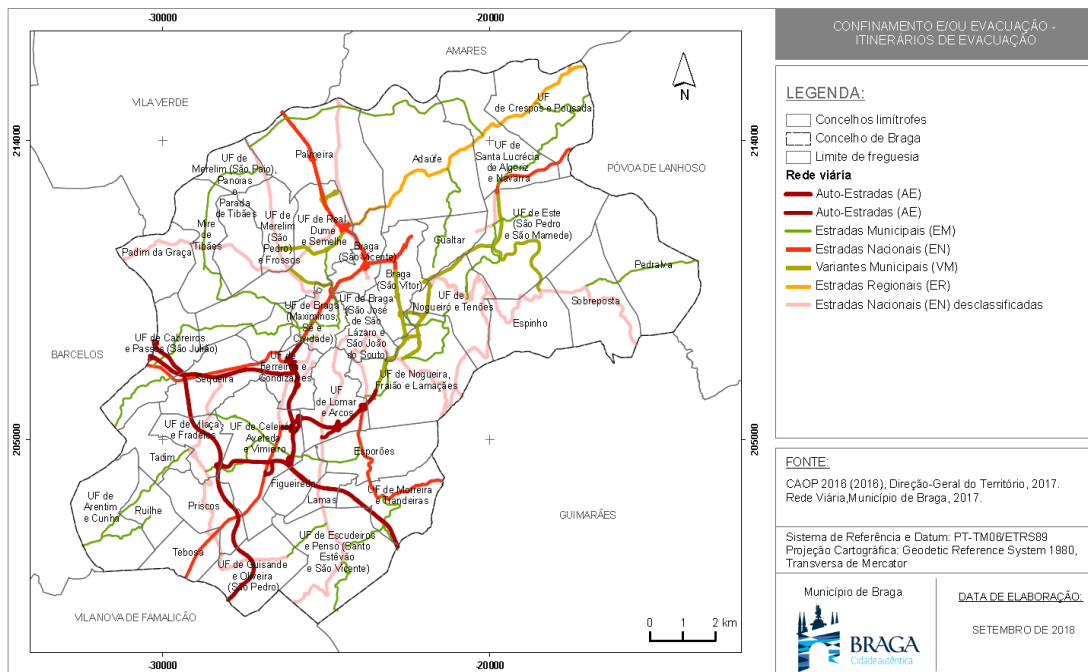 -30000
-20000
CONFINAMENTO E/OU EVACUAÇÃO -
ITINERÁRIOS DE EVACUAÇÃO
AMARES
VILA VERDE
N
UF
de Crespos e Pousada
214000
214000
Palmeira
Adaúfe
UF de
Santa Lucrécia
de Algeriz
e Navarra
PÓVOA DE LANHOSO
UF de
Merelim (São Paio),
Panoias
e
Parada
de Tibães
Mire
de
Tibães
UF de
Merelim
(São
Pedro)
e Frossos
UF de Real,
Dume
e Semelhe
UF de Este
(São Pedro
e São Mamede)
Padim da Graça
Braga
(São Vicente)
Gualtar
Pedralva
Braga
(São Vítor)
UF de
Nogueiró e Tenões
Sobreposta
Espinho
UF de Braga
(Maximinos,
Sé e
Cividade)
UF de Braga
(São José
de São
Lázaro e
São João
do Souto)
BARCELOS
UF de Cabreiros
e Passos (São Julião)
Sequeira
UF de
Ferreiros e
Gondizalves
UF de Nogueira,
Fraião e Lamaçães
UF
de Lomar
e Arcos
UF de Vilaça
e Fradelos
UF de Celeirós,
Aveleda
e Vimieiro
205000
205000
Tadim
Esporões
Figueiredo
UF de Morreira
e Trandeiras
UF de
Arentim
e Cunha
Ruilhe
Priscos
Lamas
GUIMARÃES
Tebosa
UF de Escudeiros
e Penso (Santo
Estêvão
e São Vicente)
UF de Guisande
e Oliveira
(São Pedro)
VILA NOVA DE FAMALICÃO
0 1 2 km
-30000
-20000
LEGENDA:
Concelhos limítrofes
Concelho de Braga
Limite de freguesia
Rede viária
Auto-Estradas (AE)
Auto-Estradas (AE)
Estradas Municipais (EM)
Estradas Nacionais (EN)
Variantes Municipais (VM)
Estradas Regionais (ER)
Estradas Nacionais (EN) desclassificadas
FONTE:
CAOP 2016 (2016), Direção-Geral do Território, 2017.
Rede Viária,Município de Braga, 2017.
Sistema de Referência e Datum: PT-TM06/ETRS89
Projeção Cartográfica: Geodetic Reference System 1980,
Transversa de Mercator
Município de Braga
BRAGA
Cidade autêntica
DATA DE ELABORAÇÃO:
SETEMBRO DE 2018